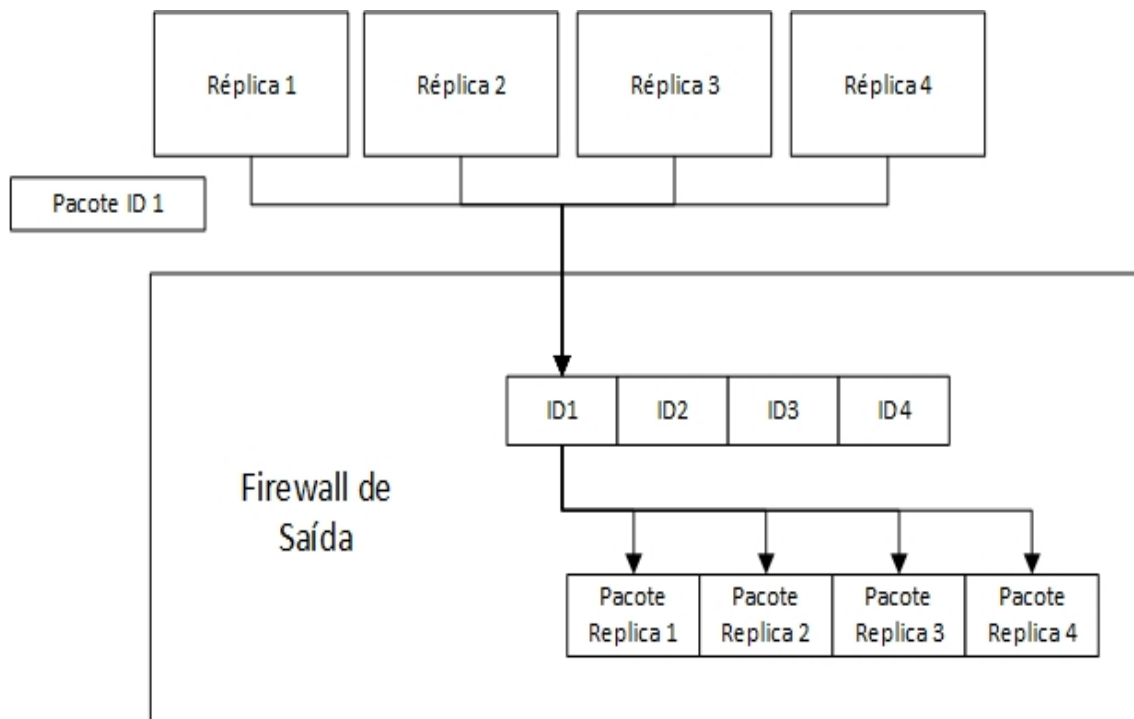 Réplica 1
Réplica 2
Réplica 3
Réplica 4
Pacote ID 1
ID1
ID2
ID3
ID4
Firewall de
Saída
Pacote
Replica 1
Pacote
Replica 2
Pacote
Replica 3
Pacote
Replica 4